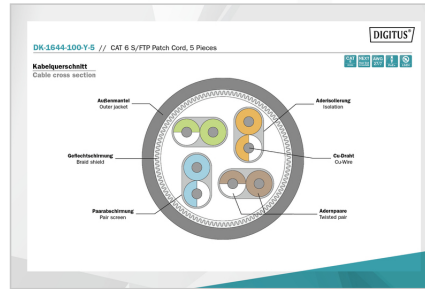 DIGITUS®
DK-1644-100-Y-5 // CAT 6 S/FTP Patch Cord, 5 Pieces
Kabelquerschnitt
Cable cross section
Außenmantel
Outer jacket
Aderisolierung
Isolation
Geflechtschirmung
Braid shield
Cu-Draht
Cu-Wire
Paarabschirmung
Pair screen
Adernpaare
Twisted pair